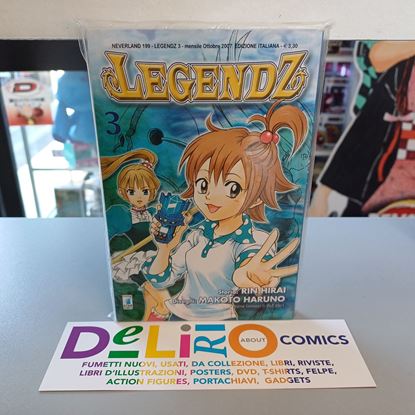 NEVERLAND 199 - LEGENDZ 3 - mensile Ottobre 2007 EDIZIONE ITALIANA - € 3,30
LEGENDZ
3
Storia: RIN HIRAI
Disegni: MAKOTO HARUNO
DeLiRiO ABOUT COMICS
FUMETTI NUOVI, USATI, DA COLLEZIONE, LIBRI, RIVISTE,
LIBRI D'ILLUSTRAZIONI, POSTERS, DVD, T-SHIRTS, FELPE,
ACTION FIGURES, PORTACHIAVI, GADGETS